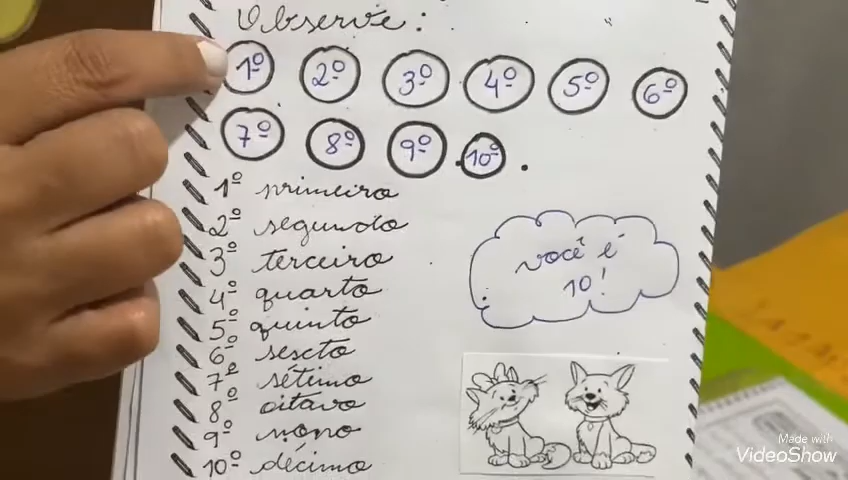 Observe:
1º 2º 3º 4º 5º 6º
7º 8º 9º 10º.
1º primeiro
2º segundo
3º terceiro
4º quarto
5º quinto
6º sescto
7º sétimo
8º oitavo
9º nono
10º décimo
você é
10!
Made with
VideoShow